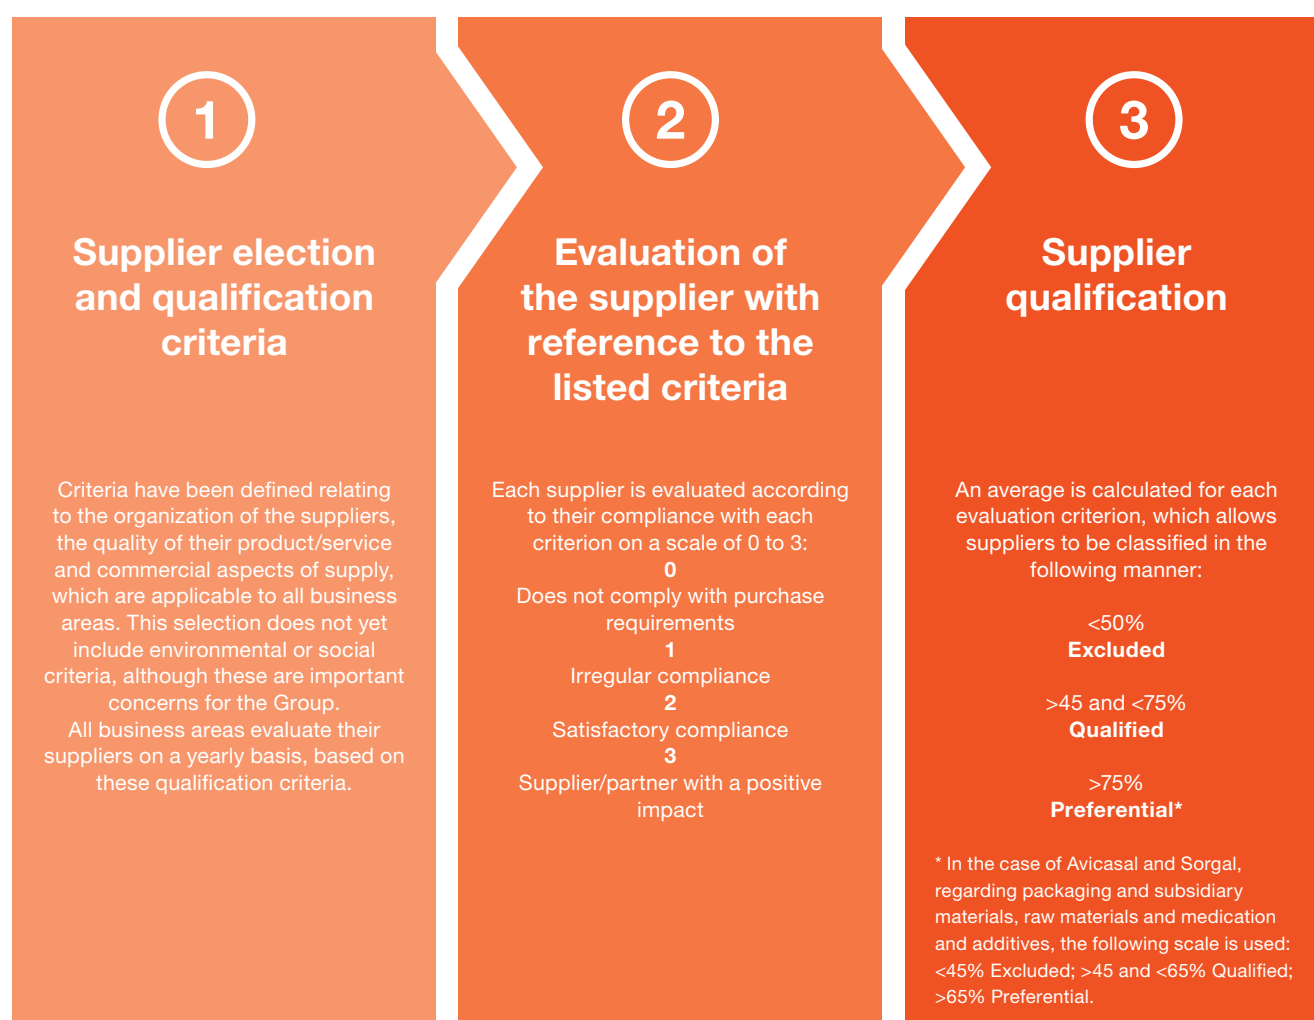 1
Supplier election
and qualification
criteria
Criteria have been defined relating
to the organization of the suppliers,
the quality of their product/service
and commercial aspects of supply,
which are applicable to all business
areas. This selection does not yet
include environmental or social
criteria, although these are important
concerns for the Group.
All business areas evaluate their
suppliers on a yearly basis, based on
these qualification criteria.
2
Evaluation of
the supplier with
reference to the
listed criteria
Each supplier is evaluated according
to their compliance with each
criterion on a scale of 0 to 3:
0
Does not comply with purchase
requirements
1
Irregular compliance
2
Satisfactory compliance
3
Supplier/partner with a positive
impact
3
Supplier
qualification
An average is calculated for each
evaluation criterion, which allows
suppliers to be classified in the
following manner:
<50%
Excluded
>45 and <75%
Qualified
>75%
Preferential*
* In the case of Avicasal and Sorgal,
regarding packaging and subsidiary
materials, raw materials and medication
and additives, the following scale is used:
<45% Excluded; >45 and <65% Qualified;
>65% Preferential.